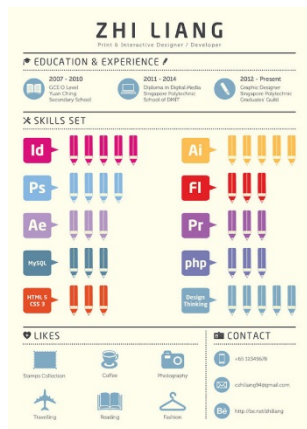 ZHI LIANG
Print & Interactive Designer / Developer
EDUCATION & EXPERIENCE
2007 - 2010
GCE O Level
Yuan Ching
Secondary School
2011 - 2014
Diploma in Digital Media
Singapore Polytechnic
School of DMIT
2012 - Present
Graphic Designer
Singapore Polytechnic
Graduates' Guild
SKILLS SET
Id
Ai
Ps
Fl
Ae
Pr
MySQL
php
HTML 5
CSS 3
Design
Thinking
LIKES
Stamps Collection
Coffee
Photography
Travelling
Reading
Fashion
CONTACT
+65 12345678
Bē